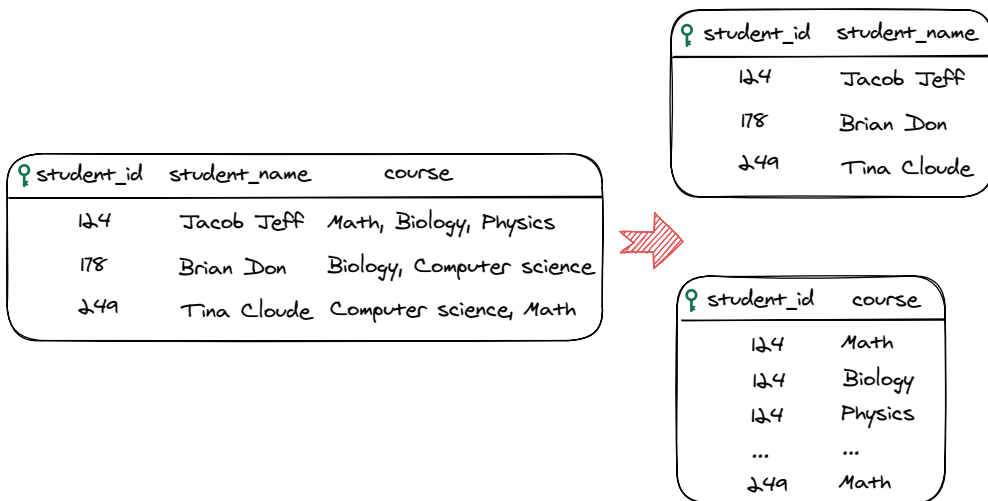 student_id student_name course
124 Jacob Jeff Math, Biology, Physics
178 Brian Don Biology, Computer science
249 Tina Cloude Computer science, Math
student_id student_name
124 Jacob Jeff
178 Brian Don
249 Tina Cloude
student_id course
124 Math
124 Biology
124 Physics
... ...
249 Math